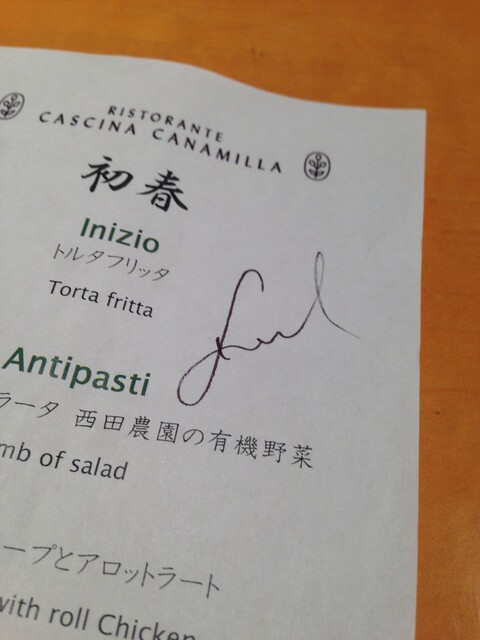 RISTORANTE
CASCINA CANAMILLA
初春
Inizio
トルタフリッタ
Torta fritta
Antipasti
ラータ 西田農園の有機野菜
mb of salad
ープとアロットラート
with roll Chicken